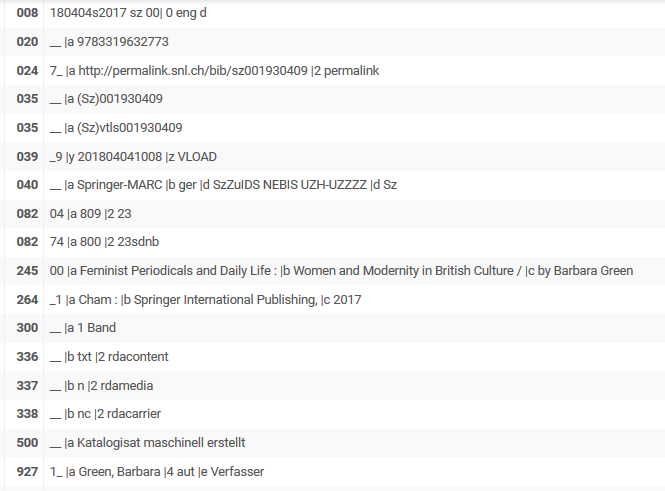 008 180404s2017 sz 00| 0 eng d
020 __ |a 9783319632773
024 7_ |a http://permalink.snl.ch/bib/sz001930409 |2 permalink
035 __ |a (Sz)001930409
035 __ |a (Sz)vtls001930409
039 _9 |y 201804041008 |z VLOAD
040 __ |a Springer-MARC |b ger |d SzZuIDS NEBIS UZH-UZZZZ |d Sz
082 04 |a 809 |2 23
082 74 |a 800 |2 23sdnb
245 00 |a Feminist Periodicals and Daily Life : |b Women and Modernity in British Culture / |c by Barbara Green
264 _1 |a Cham : |b Springer International Publishing, |c 2017
300 __ |a 1 Band
336 __ |b txt |2 rdacontent
337 __ |b n |2 rdamedia
338 __ |b nc |2 rdacarrier
500 __ |a Katalogisat maschinell erstellt
927 1_ |a Green, Barbara |4 aut |e Verfasser